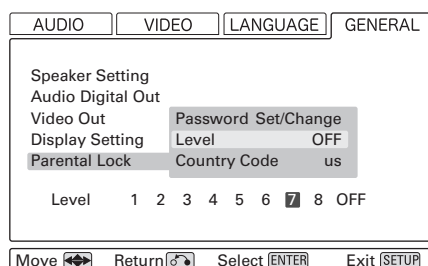 AUDIO VIDEO LANGUAGE GENERAL
Speaker Setting
Audio Digital Out
Video Out
Display Setting
Parental Lock
Password Set/Change
Level OFF
Country Code us
Level 1 2 3 4 5 6 7 8 OFF
Move Return Select ENTER Exit SETUP